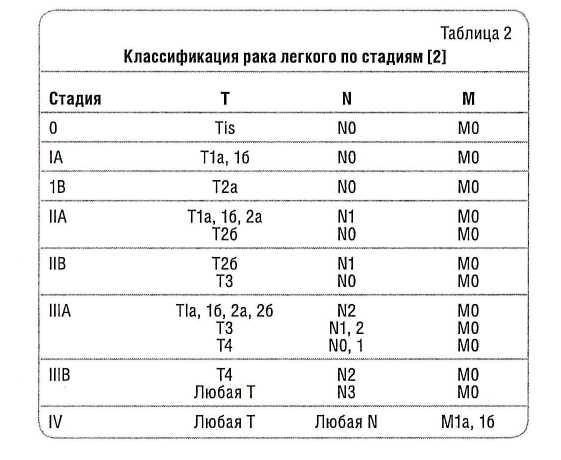 Таблица 2
Классификация рака легкого по стадиям [2]
Стадия T N M
0 Tis N0 M0
IA T1a, 1б N0 M0
1B T2a N0 M0
IIA T1a, 1б, 2a N1 M0
T2б N0 M0
IIB T2б N1 M0
T3 N0 M0
IIIA TIa, 1б, 2a, 2б N2 M0
T3 N1, 2 M0
T4 N0, 1 M0
IIIB T4 N2 M0
Любая T N3 M0
IV Любая T Любая N M1a, 1б